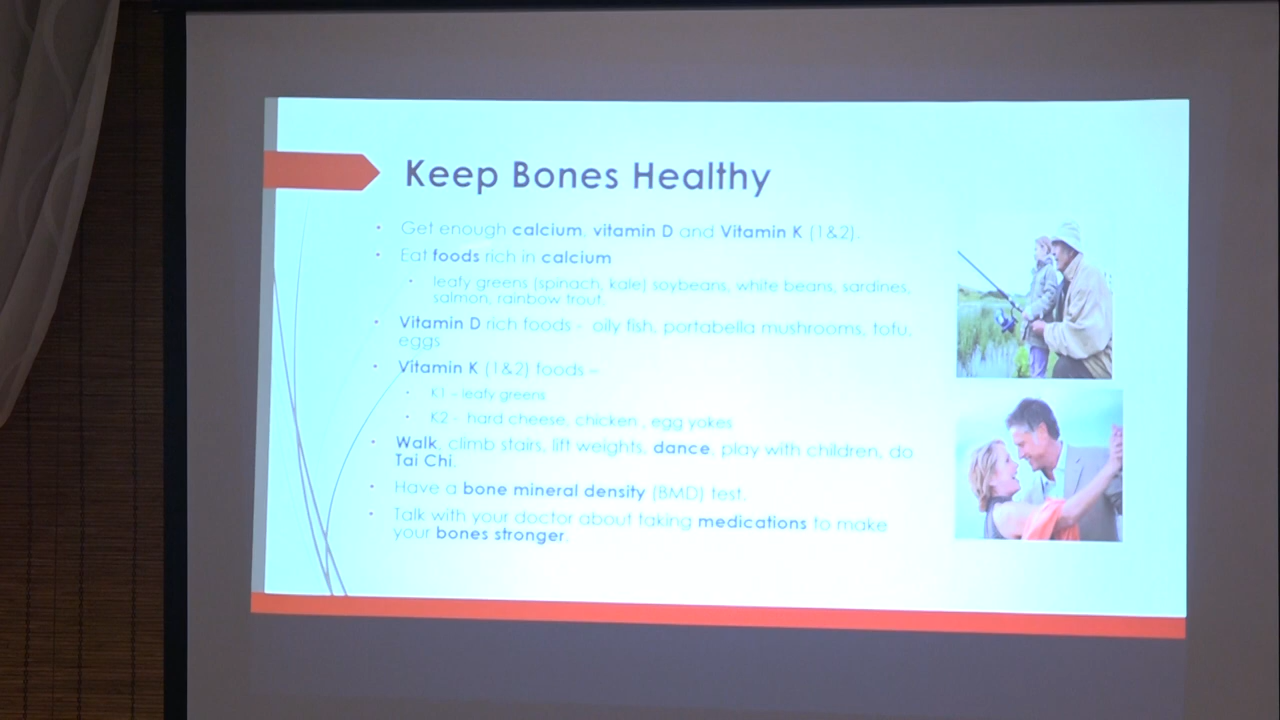 Keep Bones Healthy
• Get enough calcium, vitamin D and Vitamin K (1&2).
• Eat foods rich in calcium
• leafy greens (spinach, kale) soybeans, white beans, sardines,
salmon, rainbow trout.
• Vitamin D rich foods - oily fish, portabella mushrooms, tofu,
eggs
• Vitamin K (1&2) foods –
• K1 – leafy greens
• K2 - hard cheese, chicken , egg yokes
• Walk, climb stairs, lift weights, dance, play with children, do
Tai Chi.
• Have a bone mineral density (BMD) test.
• Talk with your doctor about taking medications to make
your bones stronger.